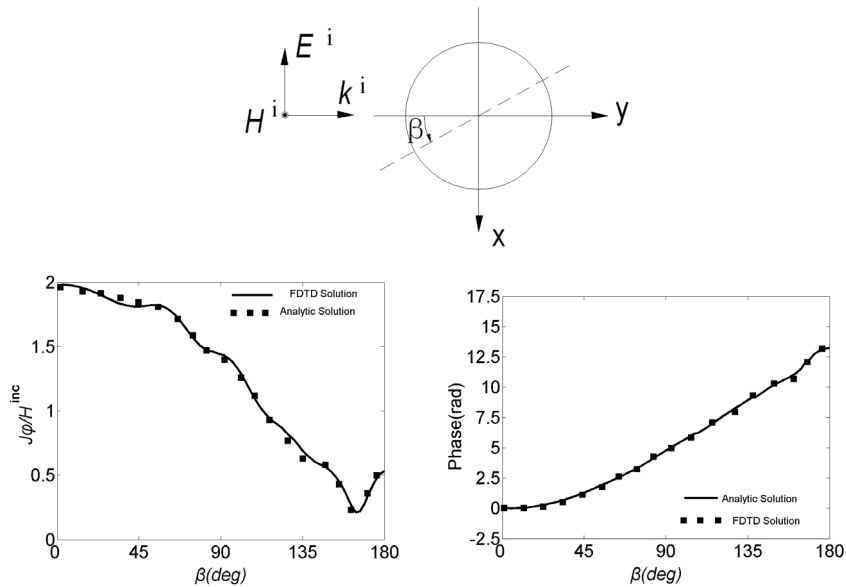 E i
k i
H i
β
y
x
2
1.5
1
0.5
0
Jφ/H inc
FDTD Solution
Analytic Solution
0 45 90 135 180
β(deg)
17.5
15
12.5
10
7.5
5
2.5
0
-2.5
Phase(rad)
Analytic Solution
FDTD Solution
0 45 90 135 180
β(deg)